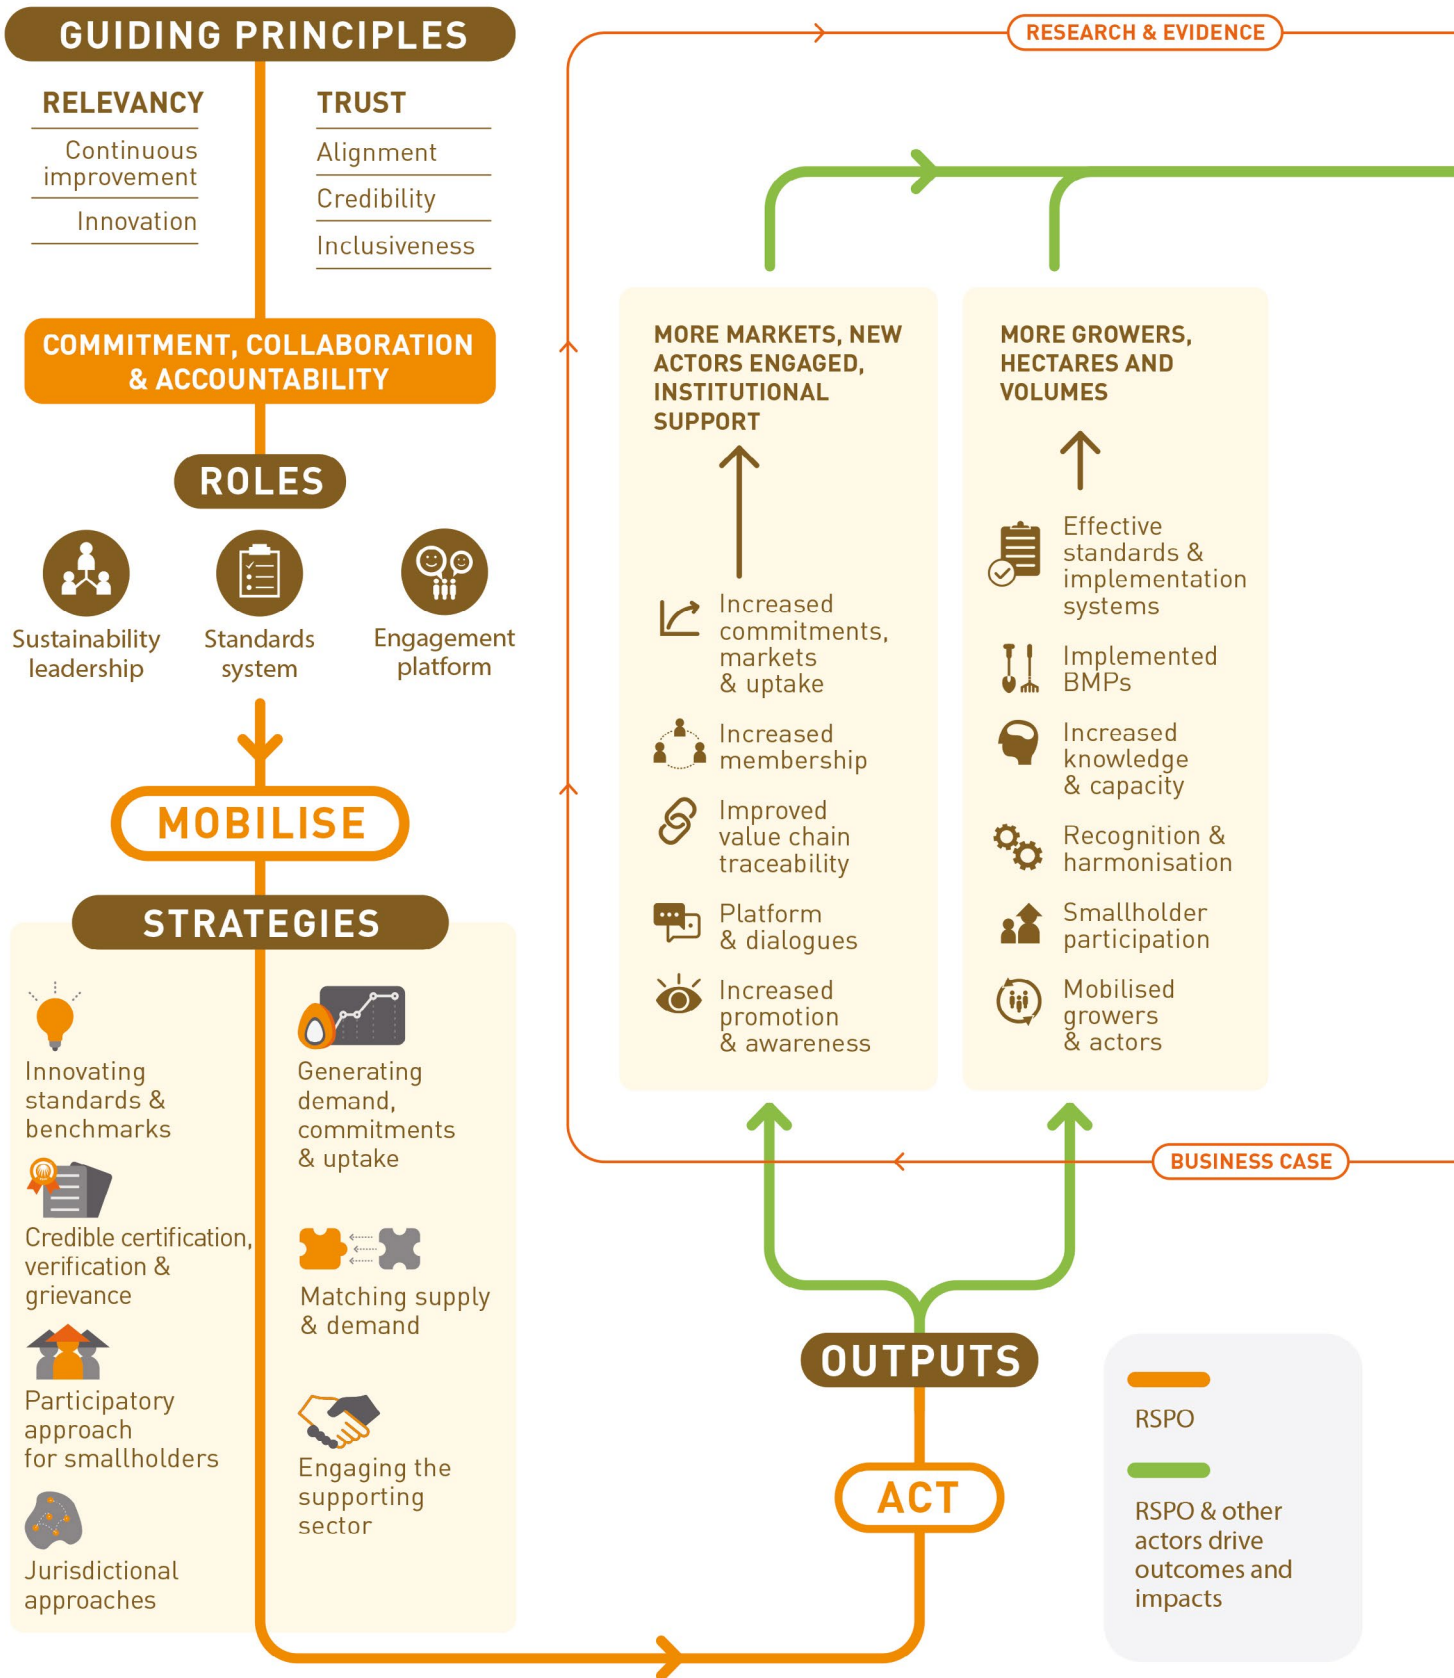 GUIDING PRINCIPLES
RELEVANCY
Continuous
improvement
Innovation
TRUST
Alignment
Credibility
Inclusiveness
COMMITMENT, COLLABORATION
& ACCOUNTABILITY
ROLES
Sustainability
leadership
Standards
system
Engagement
platform
MOBILISE
STRATEGIES
Innovating
standards &
benchmarks
Credible certification,
verification &
grievance
Participatory
approach
for smallholders
Jurisdictional
approaches
Generating
demand,
commitments
& uptake
Matching supply
& demand
Engaging the
supporting
sector
RESEARCH & EVIDENCE
MORE MARKETS, NEW
ACTORS ENGAGED,
INSTITUTIONAL
SUPPORT
Increased
commitments,
markets
& uptake
Increased
membership
Improved
value chain
traceability
Platform
& dialogues
Increased
promotion
& awareness
MORE GROWERS,
HECTARES AND
VOLUMES
Effective
standards &
implementation
systems
Implemented
BMPs
Increased
knowledge
& capacity
Recognition &
harmonisation
Smallholder
participation
Mobilised
growers
& actors
BUSINESS CASE
OUTPUTS
ACT
RSPO
RSPO & other
actors drive
outcomes and
impacts